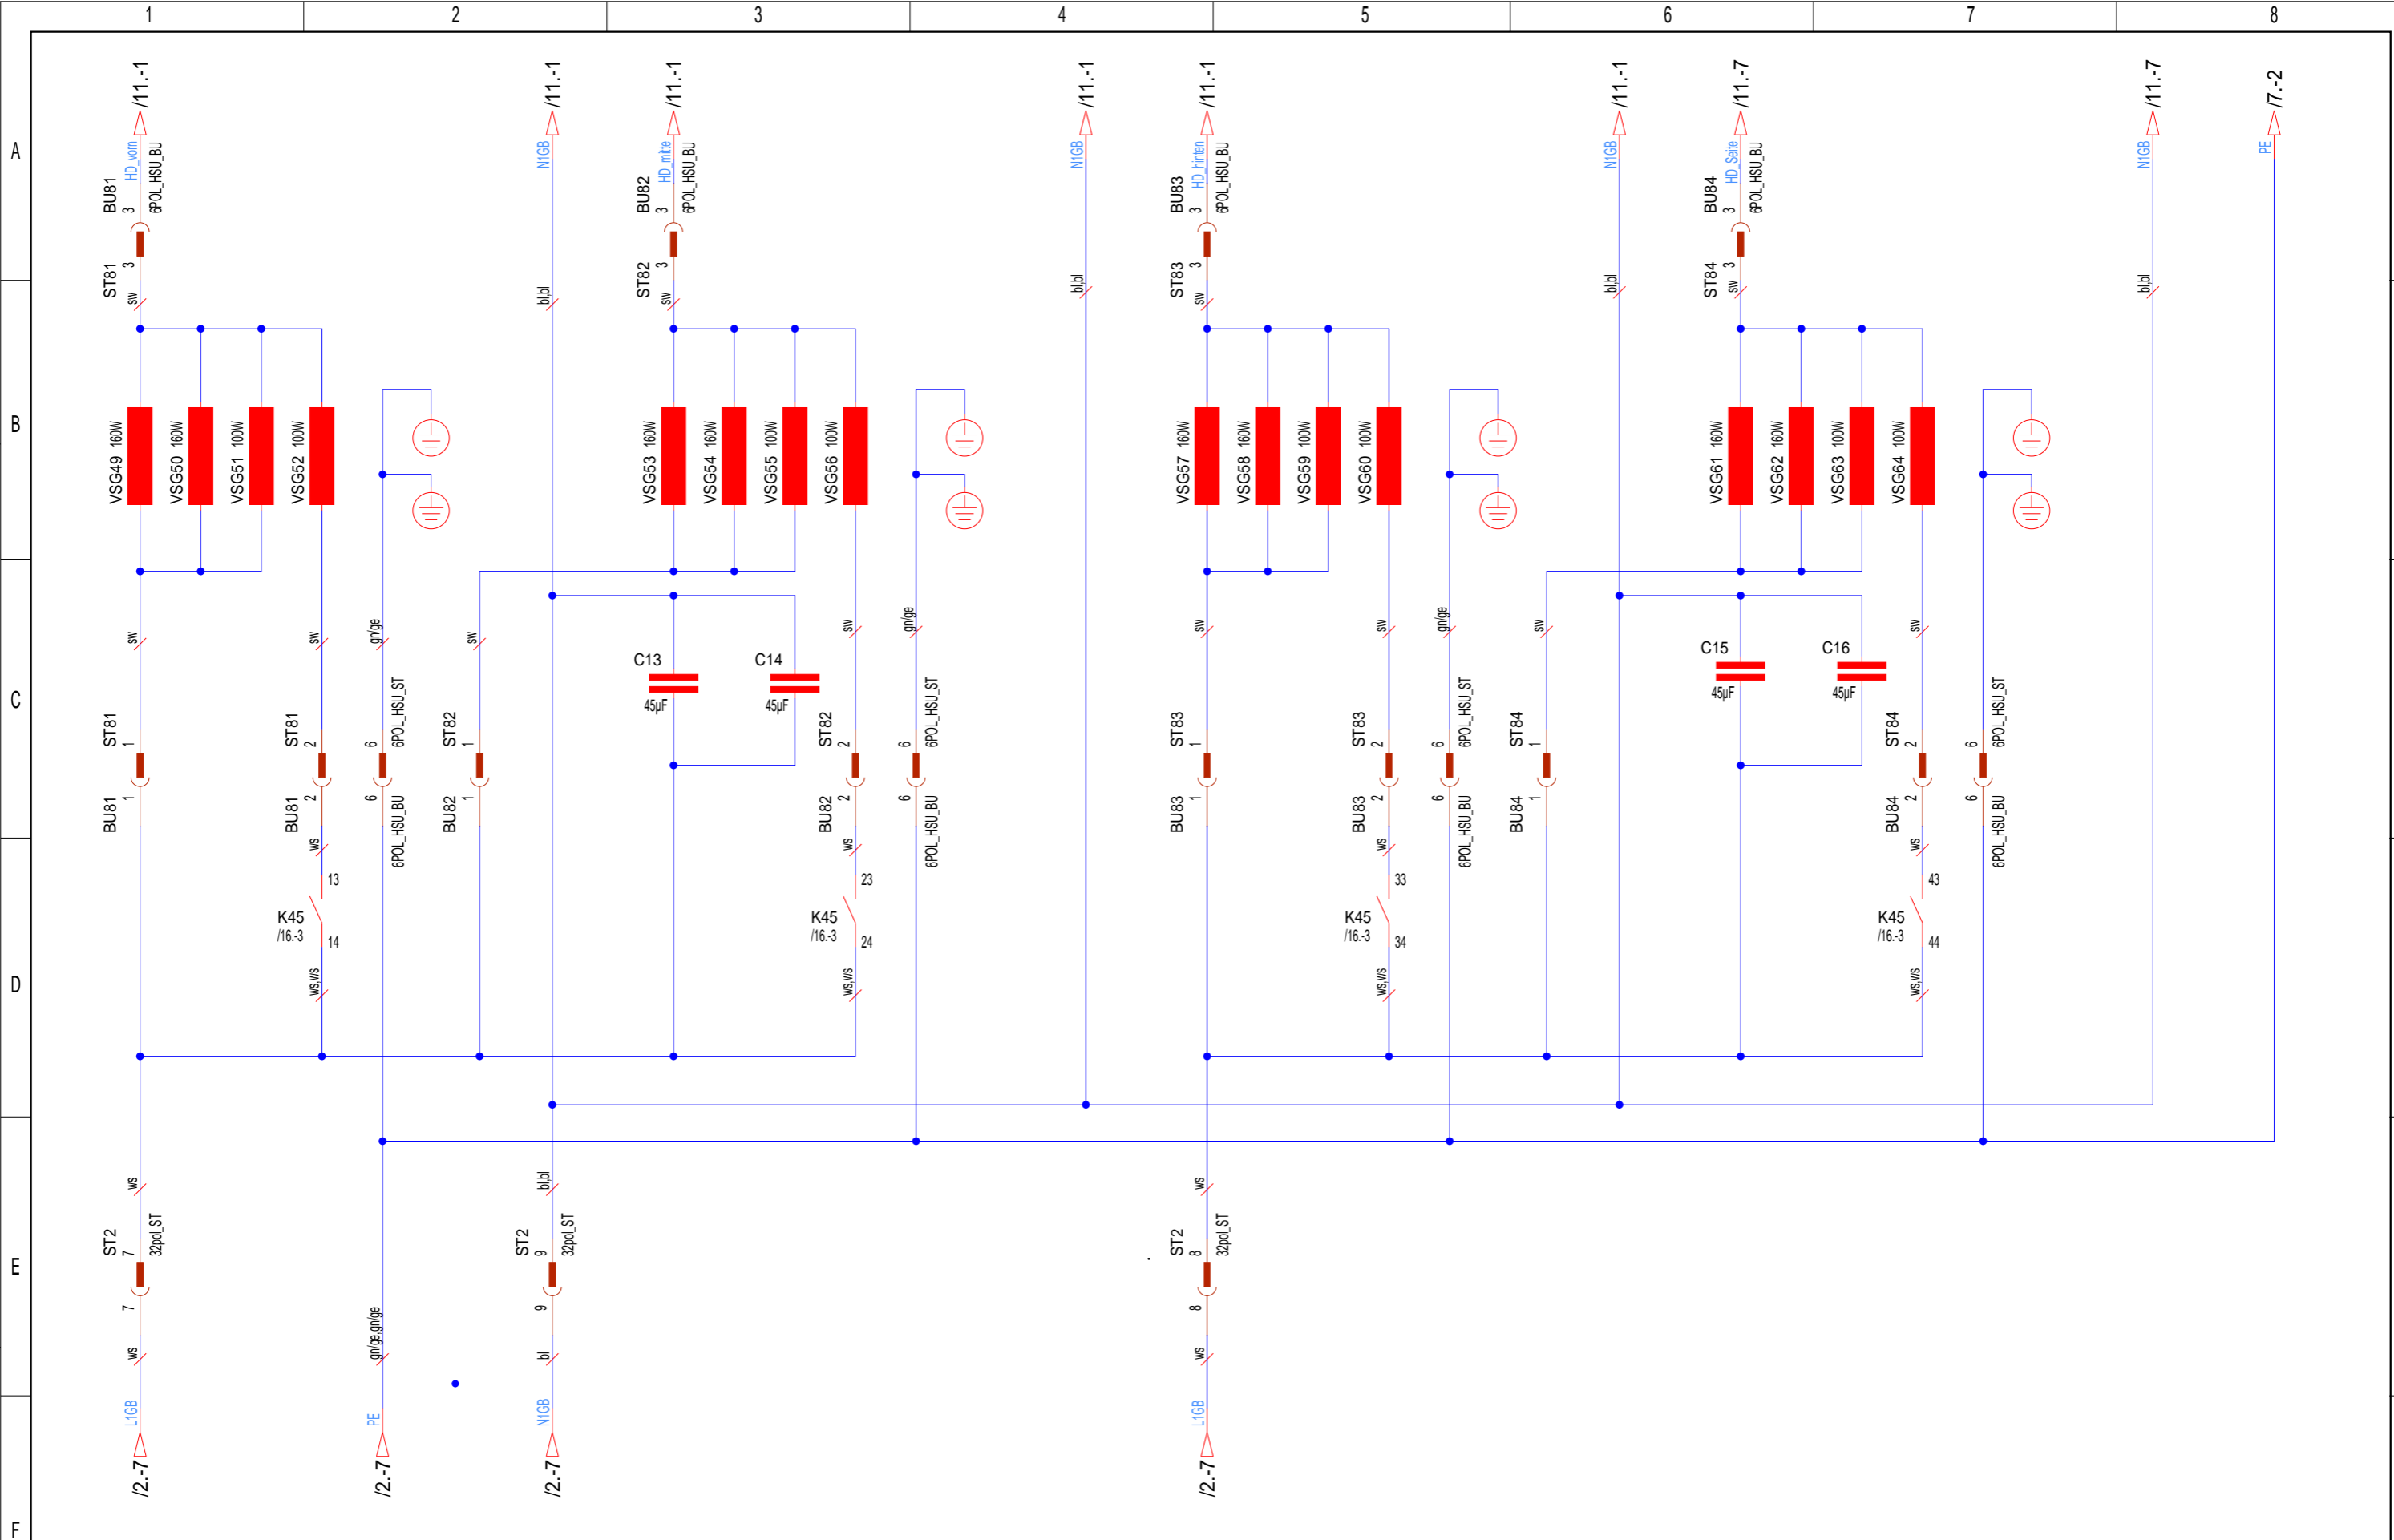 1 2 3 4 5 6 7 8
A
B
C
D
E
F
/11.-1 /11.-1 /11.-1 /11.-1 /11.-1 /11.-1 /11.-7 /11.-7 /7.-2
HD_vorn N1GB HD_mitte N1GB HD_hinten N1GB HD_Seite N1GB PE
BU81 3 6POL_HSU_BU
BU82 3 6POL_HSU_BU
BU83 3 6POL_HSU_BU
BU84 3 6POL_HSU_BU
ST81 3
ST82 3
ST83 3
ST84 3
sw bl,bl sw bl,bl sw bl,bl sw bl,bl
VSG49 160W
VSG50 160W
VSG51 100W
VSG52 100W
VSG53 160W
VSG54 160W
VSG55 100W
VSG56 100W
VSG57 160W
VSG58 160W
VSG59 100W
VSG60 100W
VSG61 160W
VSG62 160W
VSG63 100W
VSG64 100W
sw sw gn/ge sw sw gn/ge sw sw gn/ge sw sw
C13
45µF
C14
45µF
C15
45µF
C16
45µF
ST81 1
ST81 2
6 6POL_HSU_ST
ST82 1
ST82 2
6 6POL_HSU_ST
ST83 1
ST83 2
6 6POL_HSU_ST
ST84 1
ST84 2
6 6POL_HSU_ST
BU81 1
BU81 2
6 6POL_HSU_BU
BU82 1
BU82 2
6 6POL_HSU_BU
BU83 1
BU83 2
6 6POL_HSU_BU
BU84 1
BU84 2
6 6POL_HSU_BU
ws ws ws ws
13
K45
/16.-3
14
23
K45
/16.-3
24
33
K45
/16.-3
34
43
K45
/16.-3
44
ws,ws ws,ws ws,ws ws,ws
ws bl,bl ws
ST2 7 32pol_ST
ST2 9 32pol_ST
ST2 8 32pol_ST
7 9 8
ws gn/ge,gn/ge bl ws
L1GB PE N1GB L1GB
/2.-7 /2.-7 /2.-7 /2.-7